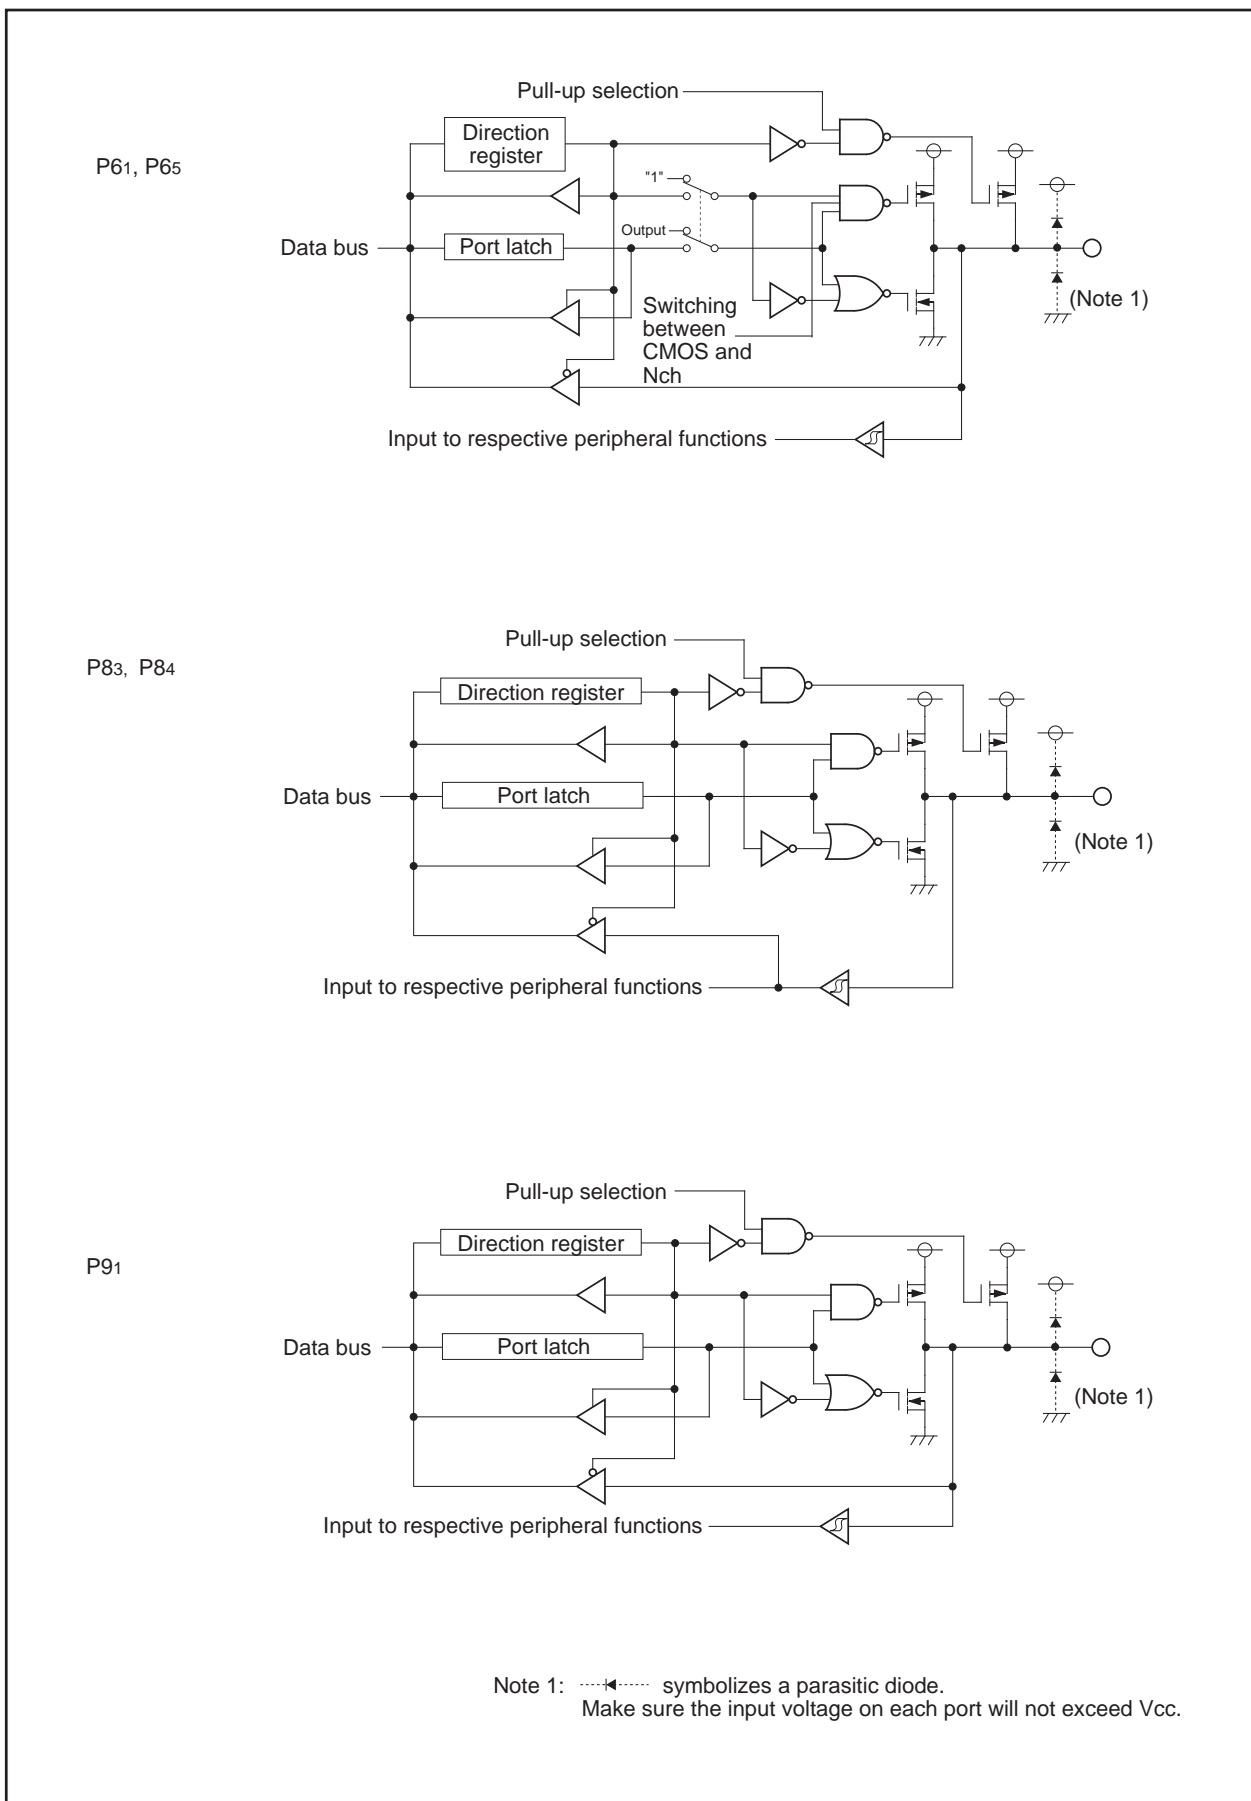 Pull-up selection
Direction
register
P61, P65
"1"
Output
Data bus
Port latch
(Note 1)
Switching
between
CMOS and
Nch
Input to respective peripheral functions
Pull-up selection
P83, P84
Direction register
Data bus
Port latch
(Note 1)
Input to respective peripheral functions
Pull-up selection
Direction register
P91
Data bus
Port latch
(Note 1)
Input to respective peripheral functions
Note 1: symbolizes a parasitic diode.
Make sure the input voltage on each port will not exceed Vcc.